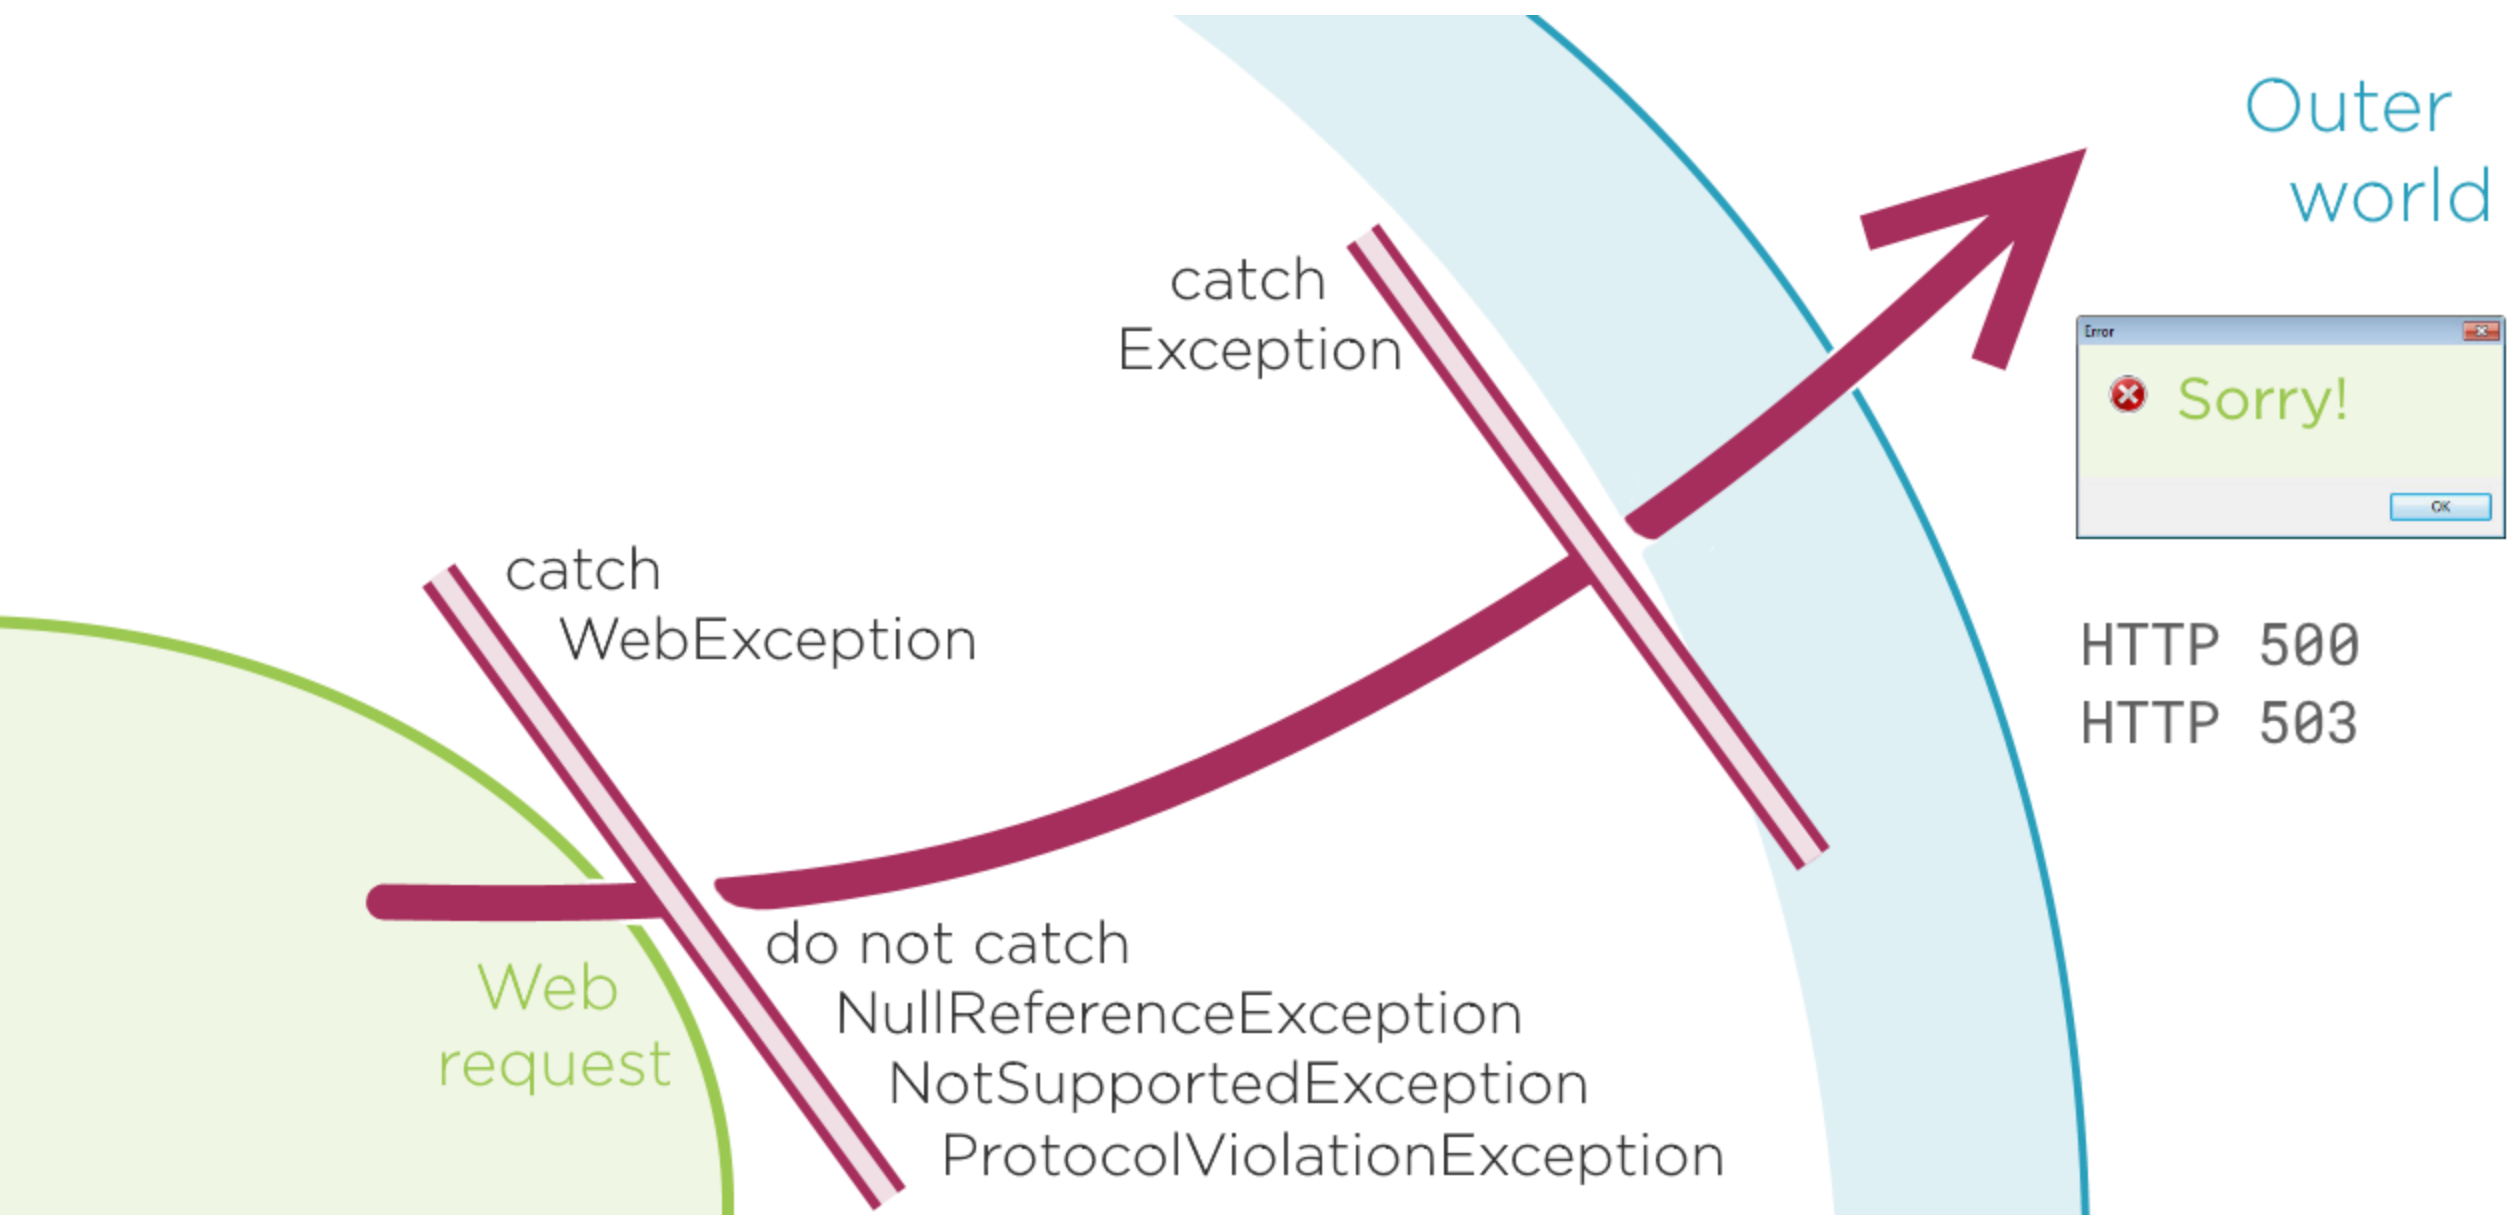 Outer
world
catch
Exception
Error
Sorry!
OK
catch
WebException
HTTP 500
HTTP 503
do not catch
NullReferenceException
NotSupportedException
ProtocolViolationException
Web
request